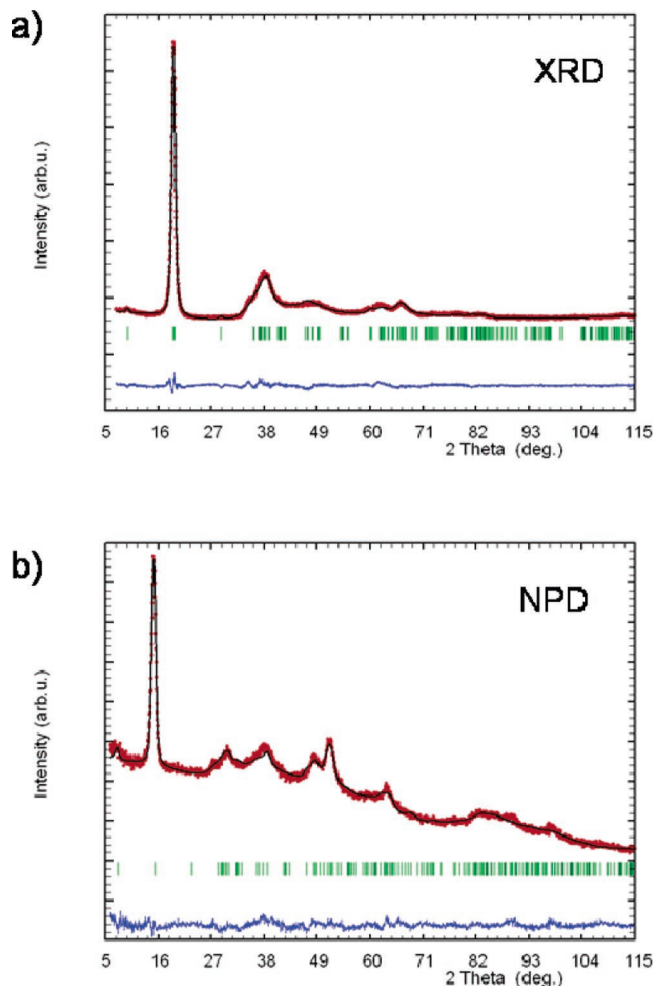 a)
XRD
Intensity (arb.u.)
5 16 27 38 49 60 71 82 93 104 115
2 Theta (deg.)
b)
NPD
Intensity (arb.u.)
5 16 27 38 49 60 71 82 93 104 115
2 Theta (deg.)